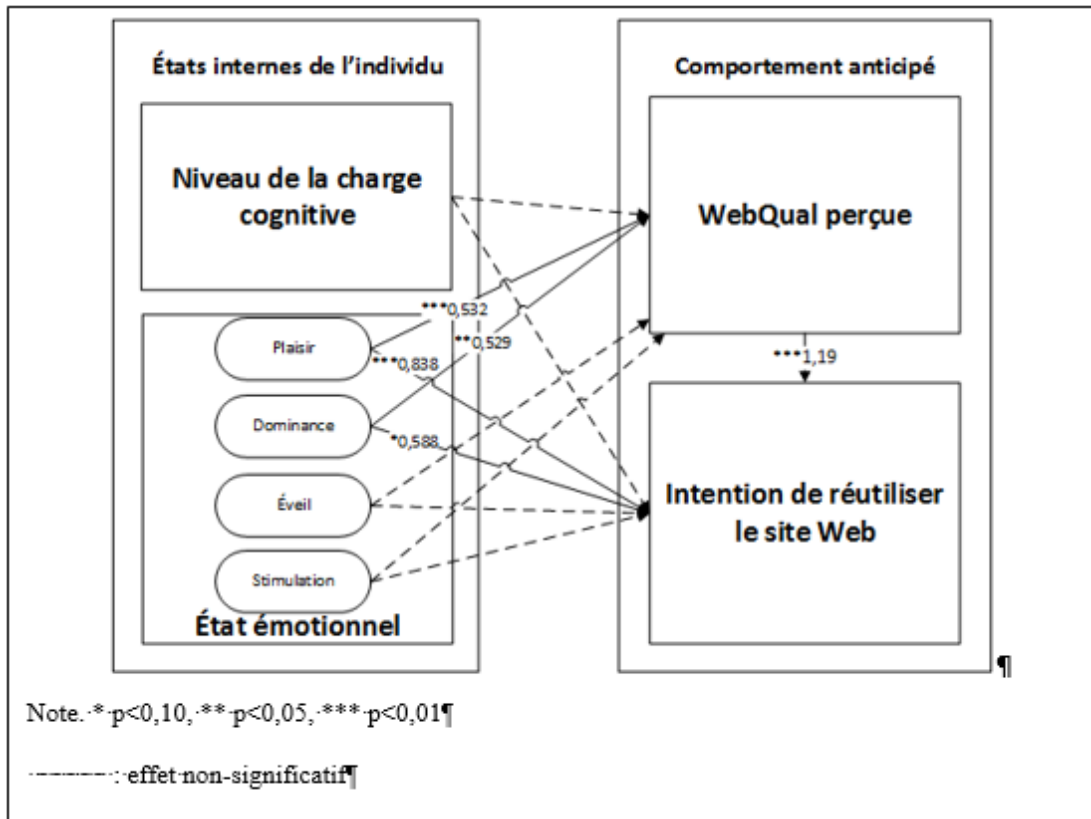 États internes de l'individu
Niveau de la charge
cognitive
Plaisir
Dominance
Éveil
Stimulation
État émotionnel
***0,532
**0,529
***0,838
*0,588
Comportement anticipé
WebQual perçue
***1,19
Intention de réutiliser
le site Web
¶
Note.·*·p<0,10,·**·p<0,05,·***·p<0,01¶
:·effet·non-significatif¶